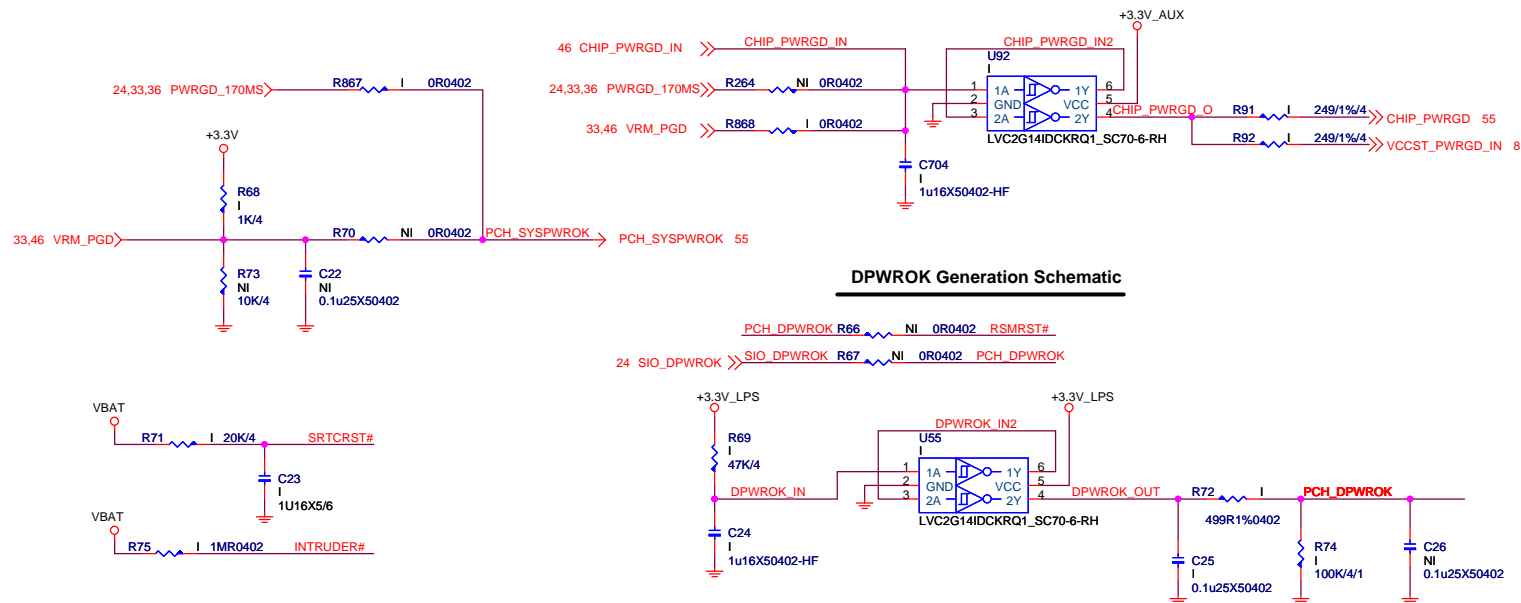 24,33,36 PWRGD_170MS
R867
I
0R0402
+3.3V
R68
I
1K/4
33,46 VRM_PGD
R70
NI
0R0402
PCH_SYSPWROK
PCH_SYSPWROK 55
R73
NI
10K/4
C22
I
0.1u25X50402
46 CHIP_PWRGD_IN
CHIP_PWRGD_IN
24,33,36 PWRGD_170MS
R264
NI
0R0402
33,46 VRM_PGD
R868
I
0R0402
C704
I
1u16X50402-HF
+3.3V_AUX
CHIP_PWRGD_IN2
U92
I
1
1A
1Y
6
2
GND
VCC
5
3
2A
2Y
4
LVC2G14IDCKRQ1_SC70-6-RH
CHIP_PWRGD_O
R91
I
249/1%/4
CHIP_PWRGD 55
R92
I
249/1%/4
VCCST_PWRGD_IN 8
DPWROK Generation Schematic
PCH_DPWROK
R66
NI
0R0402
RSMRST#
24 SIO_DPWROK
SIO_DPWROK
R67
NI
0R0402
PCH_DPWROK
VBAT
R71
I
20K/4
SRTCRST#
C23
I
1U16X5/6
VBAT
R75
I
1MR0402
INTRUDER#
+3.3V_LPS
R69
I
47K/4
DPWROK_IN
C24
I
1u16X50402-HF
+3.3V_LPS
DPWROK_IN2
U55
I
1
1A
1Y
6
2
GND
VCC
5
3
2A
2Y
4
LVC2G14IDCKRQ1_SC70-6-RH
DPWROK_OUT
R72
I
499R1%0402
PCH_DPWROK
C25
I
0.1u25X50402
R74
I
100K/4/1
C26
NI
0.1u25X50402